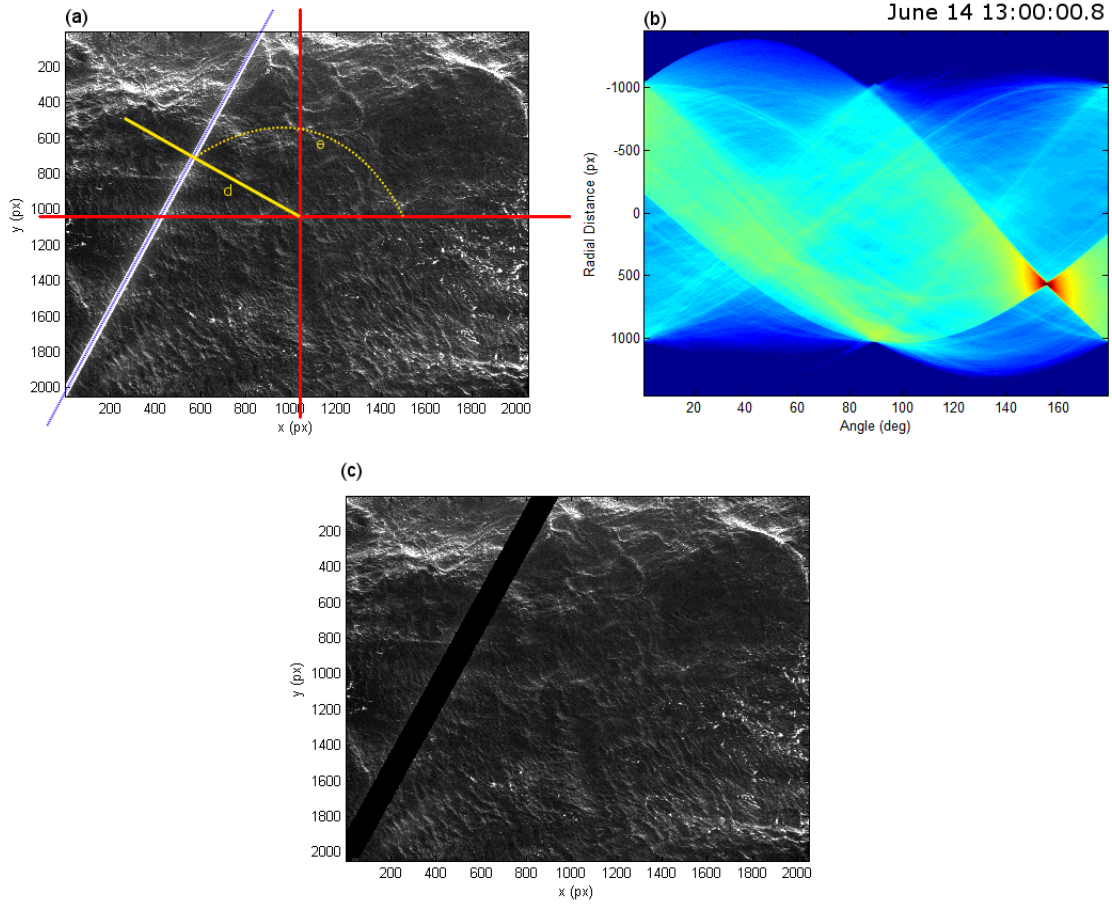 (a)
200
400
600
800
1000
1200
1400
1600
1800
2000
y (px)
200 400 600 800 1000 1200 1400 1600 1800 2000
x (px)
d
e
June 14 13:00:00.8
(b)
-1000
-500
0
500
1000
Radial Distance (px)
20 40 60 80 100 120 140 160
Angle (deg)
(c)
200
400
600
800
1000
1200
1400
1600
1800
2000
y (px)
200 400 600 800 1000 1200 1400 1600 1800 2000
x (px)